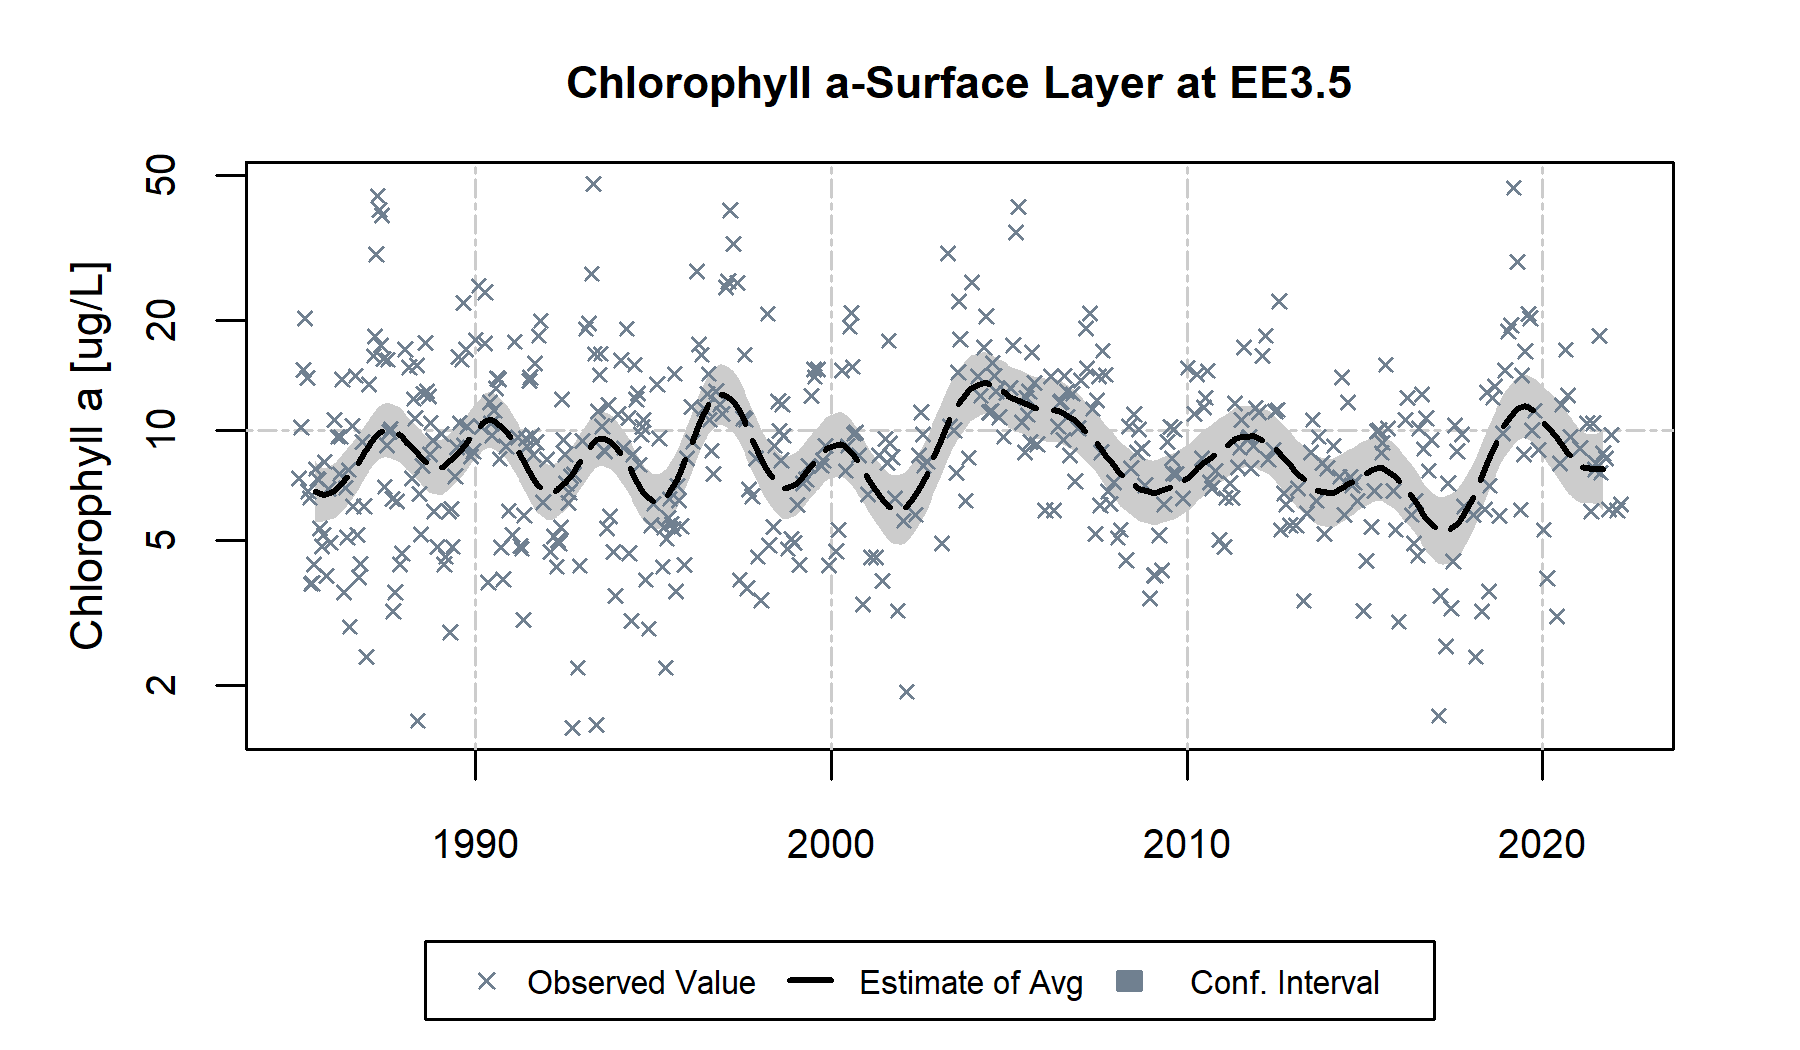 Chlorophyll a-Surface Layer at EE3.5
Chlorophyll a [ug/L]
50
20
10
5
2
1990
2000
2010
2020
Observed Value
Estimate of Avg
Conf. Interval